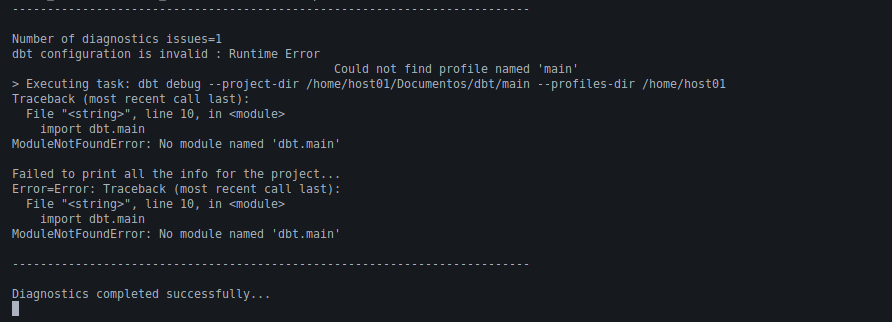 --------------------------------------------------------------------------
Number of diagnostics issues=1
dbt configuration is invalid : Runtime Error
Could not find profile named 'main'
> Executing task: dbt debug --project-dir /home/host01/Documentos/dbt/main --profiles-dir /home/host01
Traceback (most recent call last):
  File "<string>", line 10, in <module>
    import dbt.main
ModuleNotFoundError: No module named 'dbt.main'
Failed to print all the info for the project...
Error=Error: Traceback (most recent call last):
  File "<string>", line 10, in <module>
    import dbt.main
ModuleNotFoundError: No module named 'dbt.main'
--------------------------------------------------------------------------
Diagnostics completed successfully...